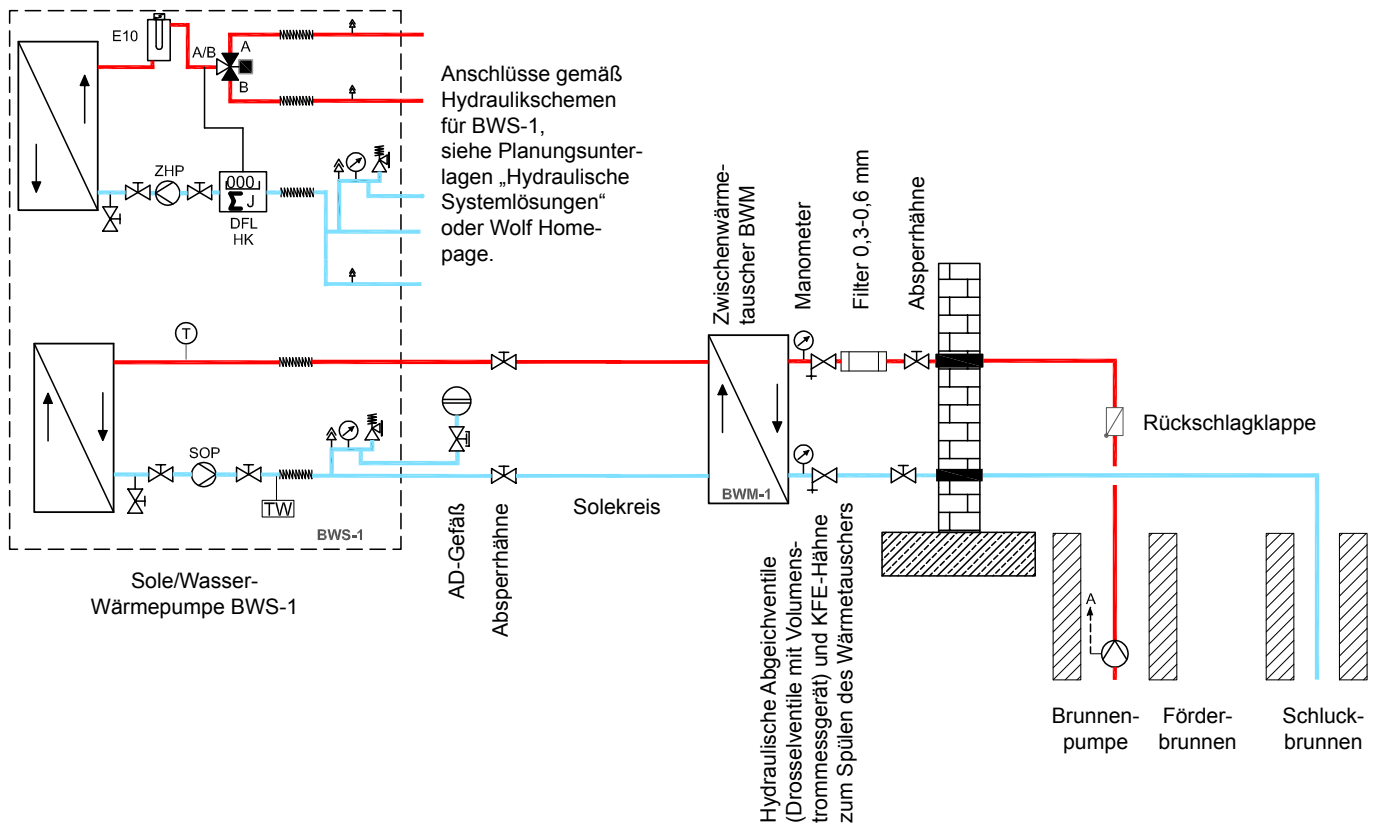 E10
A/B
A
B
Anschlüsse gemäß
Hydraulikschemen
für BWS-1,
siehe Planungsunter-
lagen „Hydraulische
Systemlösungen“
oder Wolf Home-
page.
ZHP
000
Σ J
DFL
HK
T
SOP
TW
BWS-1
Sole/Wasser-
Wärmepumpe BWS-1
AD-Gefäß
Absperrhähne
Solekreis
Zwischenwärme-
tauscher BWM
Manometer
Filter 0,3-0,6 mm
Absperrhähne
BWM-1
Hydraulische Abgeichventile
(Drosselventile mit Volumens-
trommessgerät) und KFE-Hähne
zum Spülen des Wärmetauschers
Rückschlagklappe
A
Brunnen-
pumpe
Förder-
brunnen
Schluck-
brunnen